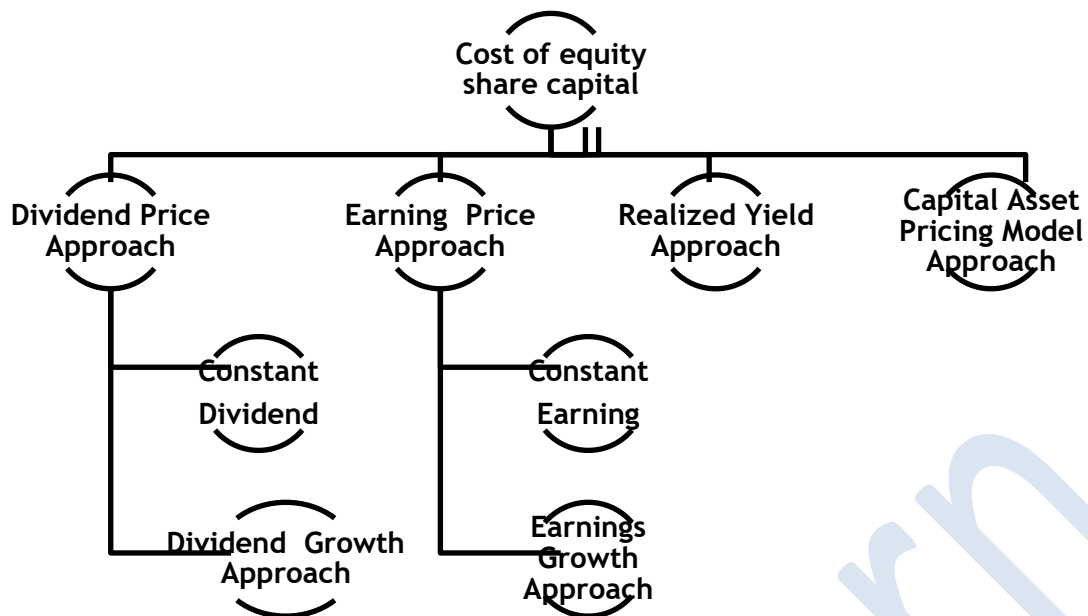 Cost of equity
share capital
Dividend Price
Approach
Earning Price
Approach
Realized Yield
Approach
Capital Asset
Pricing Model
Approach
Constant
Dividend
Constant
Earning
Dividend Growth
Approach
Earnings
Growth
Approach
rn